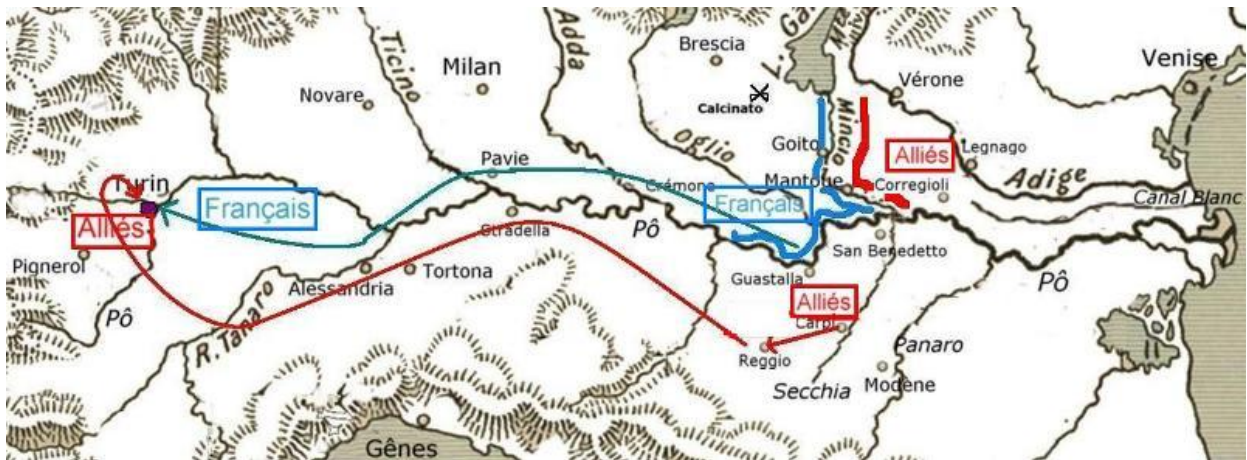 Ticino
Adda
Milan
Brescia
Novare
Calcinato
L. Ga
Mincio
Vérone
Venise
Oglio
Goito
Alliés
Legnago
Adige
Canal Blanc
Turin
Français
Pavie
Crémone
Français
Mantoue
Corregioli
Alliés
Pignerol
Pô
Stradella
Pô
San Benedetto
Guastalla
Pô
Tortona
Alessandria
R. Tanaro
Alliés
Carpi
Reggio
Panaro
Secchia
Modène
Gênes